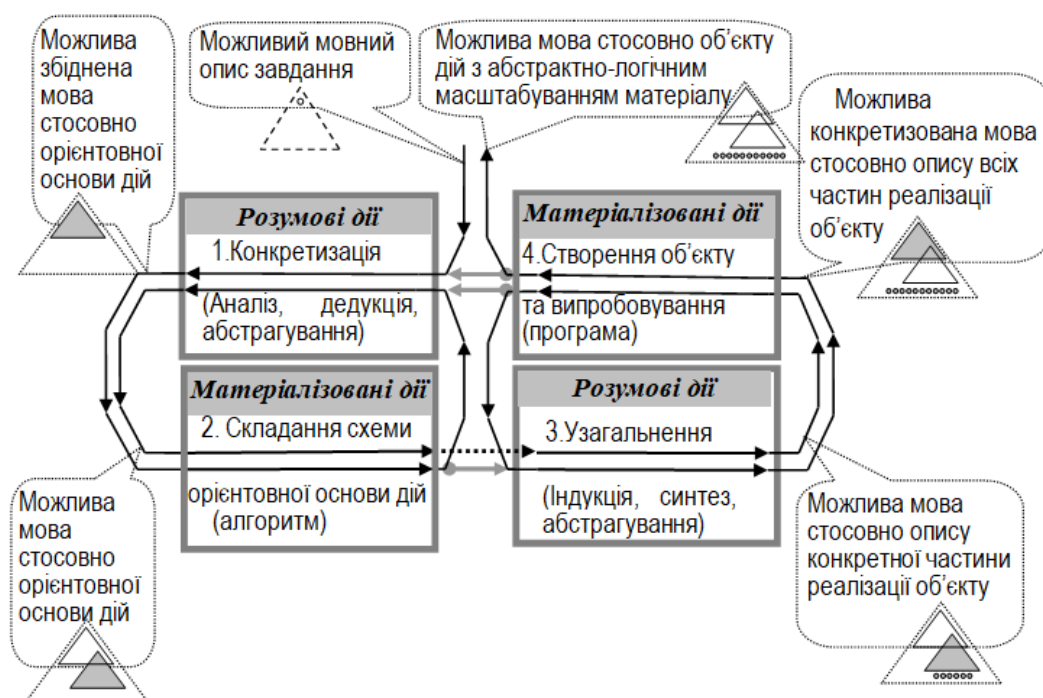 Можлива
збіднена
мова
стосовно
орієнтовної
основи дій
Можливий мовний
опис завдання
Можлива мова стосовно об’єкту
дій з абстрактно-логічним
масштабуванням матеріалу
Можлива
конкретизована мова
стосовно опису всіх
частин реалізації
об’єкту
Розумові дії
1.Конкретизація
(Аналіз, дедукція,
абстрагування)
Матеріалізовані дії
4.Створення об’єкту
та випробовування
(програма)
Матеріалізовані дії
2. Складання схеми
орієнтовної основи дій
(алгоритм)
Розумові дії
3.Узагальнення
(Індукція, синтез,
абстрагування)
Можлива
мова
стосовно
орієнтовної
основи дій
Можлива мова
стосовно опису
конкретної частини
реалізації об’єкту